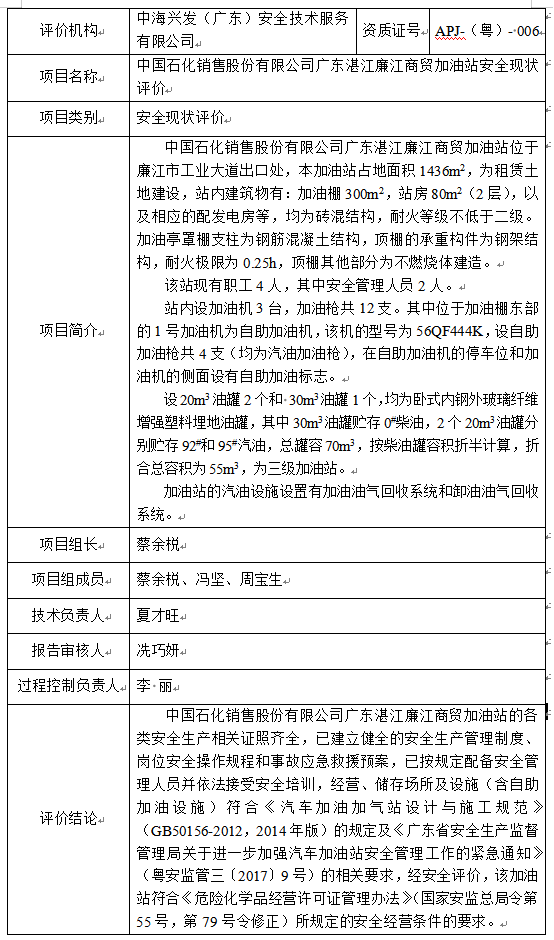 评价机构
中海兴发（广东）安全技术服务
有限公司
资质证号
APJ-（粤）-006
项目名称
中国石化销售股份有限公司广东湛江廉江商贸加油站安全现状
评价
项目类别
安全现状评价
项目简介
中国石化销售股份有限公司广东湛江廉江商贸加油站位于
廉江市工业大道出口处，本加油站占地面积1436m²，为租赁土
地建设，站内建筑物有：加油棚300m²，站房80m²（2层），以
及相应的配发电房等，均为砖混结构，耐火等级不低于二级。
加油亭罩棚支柱为钢筋混凝土结构，顶棚的承重构件为钢架结
构，耐火极限为0.25h，顶棚其他部分为不燃烧体建造。
该站现有职工4人，其中安全管理人员2人。
站内设加油机3台，加油枪共12支。其中位于加油棚东部
的1号加油机为自助加油机，该机的型号为56QF444K，设自助
加油枪共4支（均为汽油加油枪），在自助加油机的停车位和加
油机的侧面设有自助加油标志。
设20m³油罐2个和·30m³油罐1个，均为卧式内钢外玻璃纤维
增强塑料埋地油罐，其中30m³油罐贮存0#柴油，2个20m³油罐分
别贮存92#和95#汽油，总罐容70m³，按柴油罐容积折半计算，折
合总容积为55m³，为三级加油站。
加油站的汽油设施设置有加油油气回收系统和卸油油气回收
系统。
项目组长
蔡余棁
项目组成员
蔡余棁、冯坚、周宝生
技术负责人
夏才旺
报告审核人
冼巧妍
过程控制负责人
李·丽
评价结论
中国石化销售股份有限公司广东湛江廉江商贸加油站的各
类安全生产相关证照齐全，已建立健全的安全生产管理制度、
岗位安全操作规程和事故应急救援预案，已按规定配备安全管
理人员并依法接受安全培训，经营、储存场所及设施（含自助
加油设施）符合《汽车加油加气站设计与施工规范》
（GB50156-2012，2014年版）的规定及《广东省安全生产监督
管理局关于进一步加强汽车加油站安全管理工作的紧急通知》
（粤安监管三〔2017〕9号）的相关要求，经安全评价，该加油
站符合《危险化学品经营许可证管理办法》（国家安监总局令第
55号，第79号令修正）所规定的安全经营条件的要求。